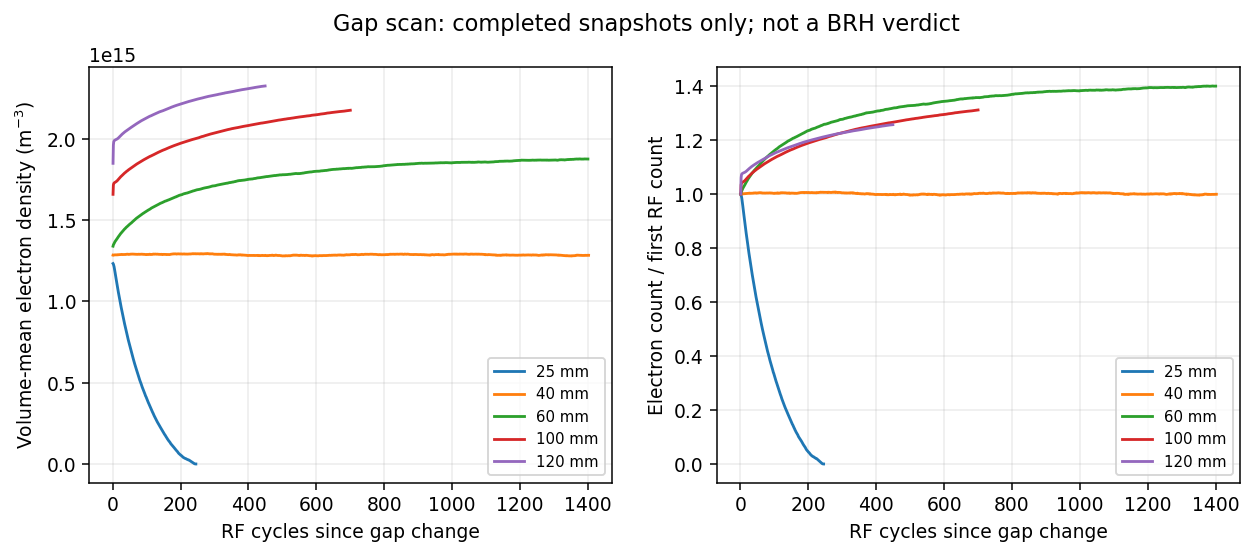 Gap scan: completed snapshots only; not a BRH verdict
1e15
Volume-mean electron density (m⁻³)
2.0
1.5
1.0
0.5
0.0
0 200 400 600 800 1000 1200 1400
RF cycles since gap change
25 mm
40 mm
60 mm
100 mm
120 mm
Electron count / first RF count
1.4
1.2
1.0
0.8
0.6
0.4
0.2
0.0
0 200 400 600 800 1000 1200 1400
RF cycles since gap change
25 mm
40 mm
60 mm
100 mm
120 mm